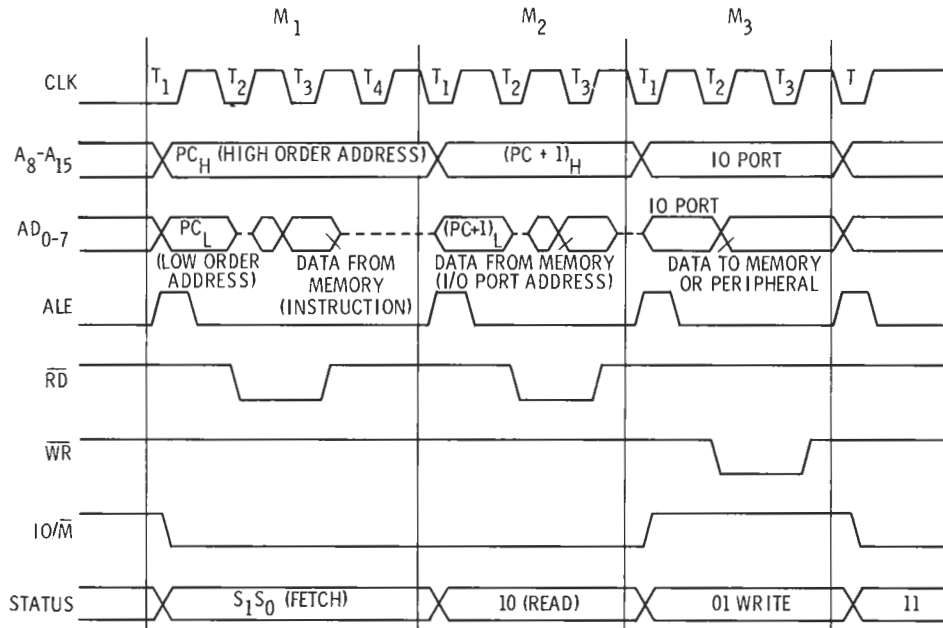 M1 M2 M3
CLK T1 T2 T3 T4 T1 T2 T3 T1 T2 T3 T
A8-A15 PCH (HIGH ORDER ADDRESS) (PC + 1)H IO PORT
IO PORT
AD0-7 PCL (PC+1)L
(LOW ORDER ADDRESS)
DATA FROM MEMORY (INSTRUCTION)
DATA FROM MEMORY (I/O PORT ADDRESS)
DATA TO MEMORY OR PERIPHERAL
ALE
R̅D̅
W̅R̅
IO/M̅
STATUS S1S0 (FETCH) 10 (READ) 01 WRITE 11